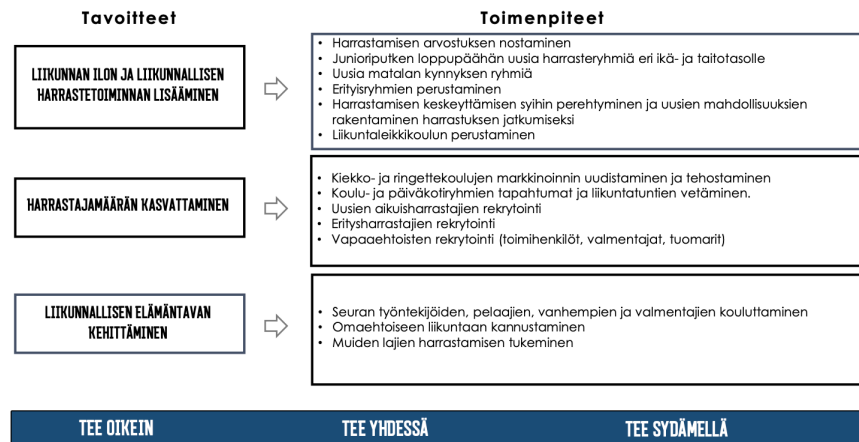 Tavoitteet
Toimenpiteet
LIIKUNNAN ILON JA LIIKUNNALLISEN
HARRASTETOIMINNAN LISÄÄMINEN
• Harrastamisen arvostuksen nostaminen
• Junioriputken loppupäähän uusia harrasteryhmiä eri ikä- ja taitotasolle
• Uusia matalan kynnyksen ryhmiä
• Erityisryhmien perustaminen
• Harrastamisen keskeyttämisen syihin perehtyminen ja uusien mahdollisuuksien
rakentaminen harrastuksen jatkumiseksi
• Liikuntaleikkikoulun perustaminen
HARRASTAJAMÄÄRÄN KASVATTAMINEN
• Kiekko- ja ringettekoulujen markkinoinnin uudistaminen ja tehostaminen
• Koulu- ja päiväkotiryhmien tapahtumat ja liikuntatuntien vetäminen.
• Uusien aikuisharrastajien rekrytointi
• Eritysharrastajien rekrytointi
• Vapaaehtoisten rekrytointi (toimihenkilöt, valmentajat, tuomarit)
LIIKUNNALLISEN ELÄMÄNTAVAN
KEHITTÄMINEN
• Seuran työntekijöiden, pelaajien, vanhempien ja valmentajien kouluttaminen
• Omaehtoiseen liikuntaan kannustaminen
• Muiden lajien harrastamisen tukeminen
TEE OIKEIN TEE YHDESSÄ TEE SYDÄMELLÄ